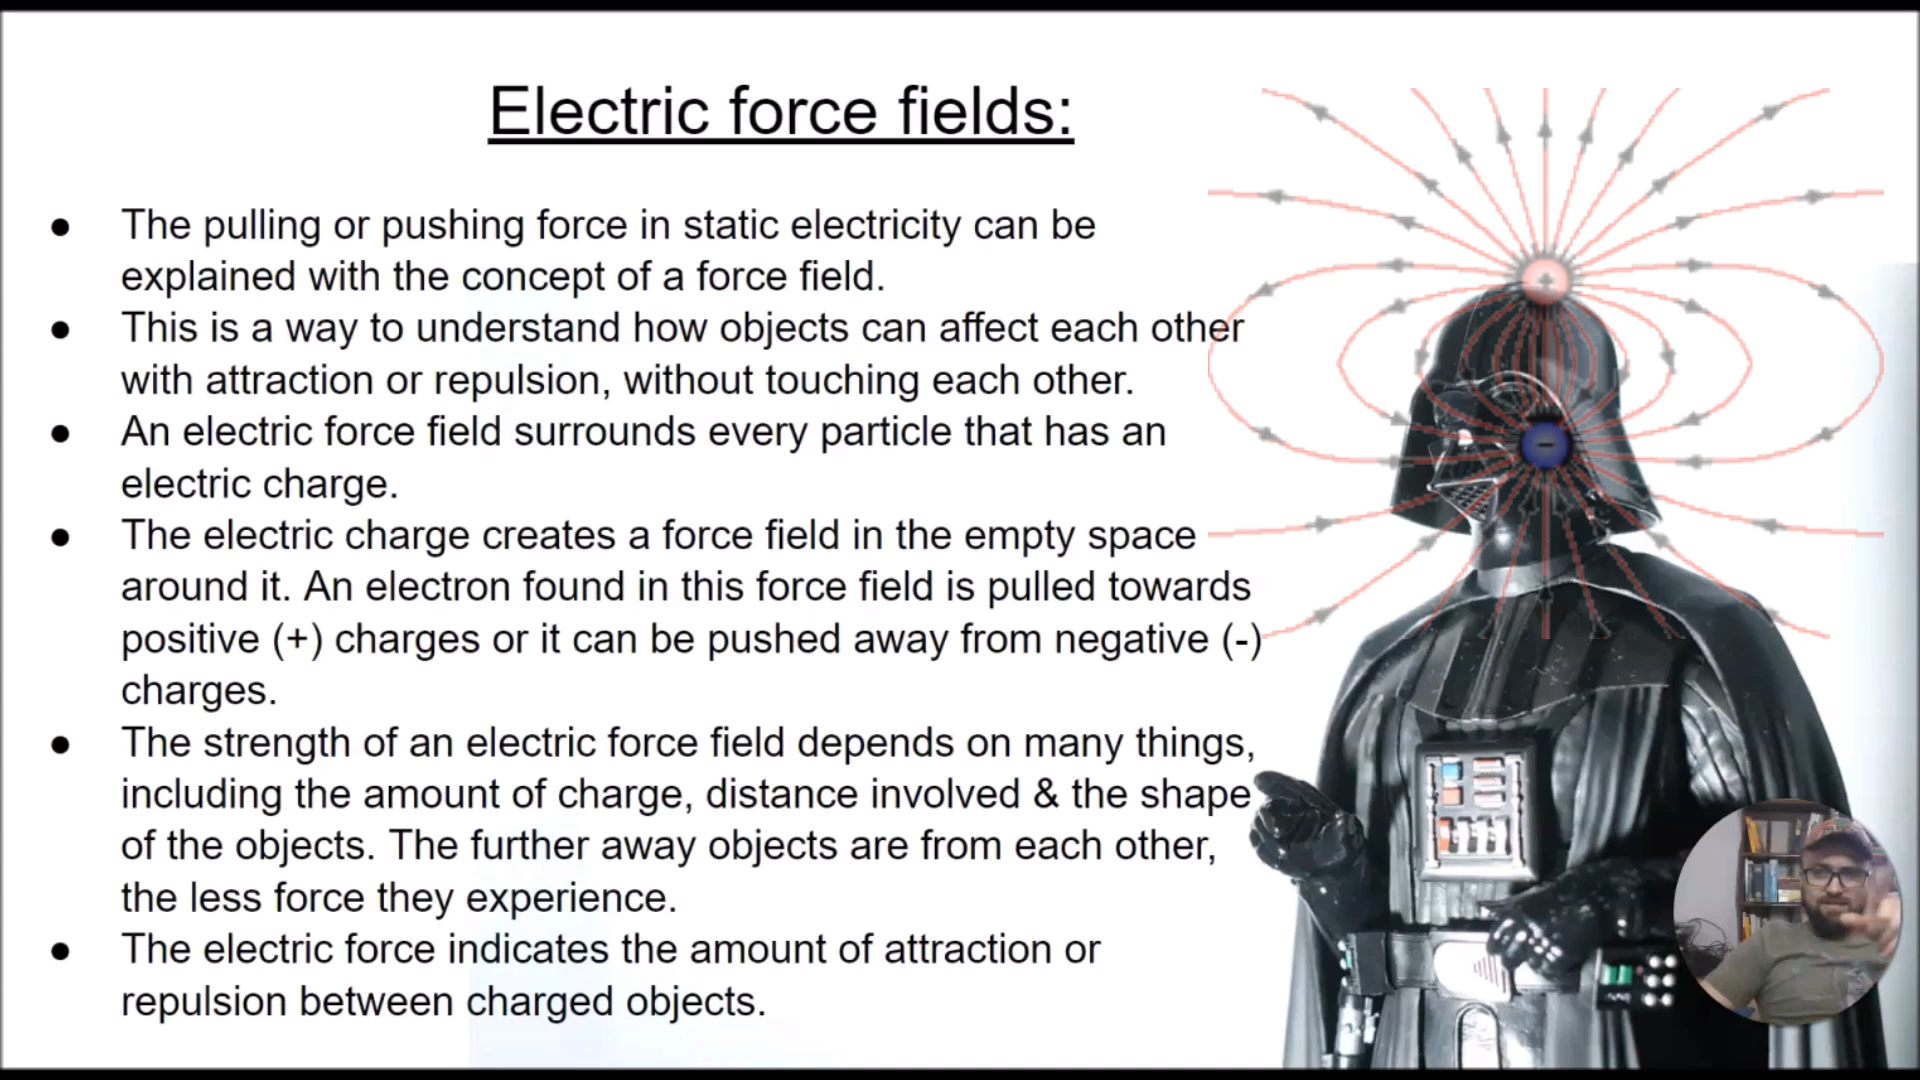 Electric force fields:
● The pulling or pushing force in static electricity can be
explained with the concept of a force field.
● This is a way to understand how objects can affect each other
with attraction or repulsion, without touching each other.
● An electric force field surrounds every particle that has an
electric charge.
● The electric charge creates a force field in the empty space
around it. An electron found in this force field is pulled towards
positive (+) charges or it can be pushed away from negative (-)
charges.
● The strength of an electric force field depends on many things,
including the amount of charge, distance involved & the shape
of the objects. The further away objects are from each other,
the less force they experience.
● The electric force indicates the amount of attraction or
repulsion between charged objects.
+
-